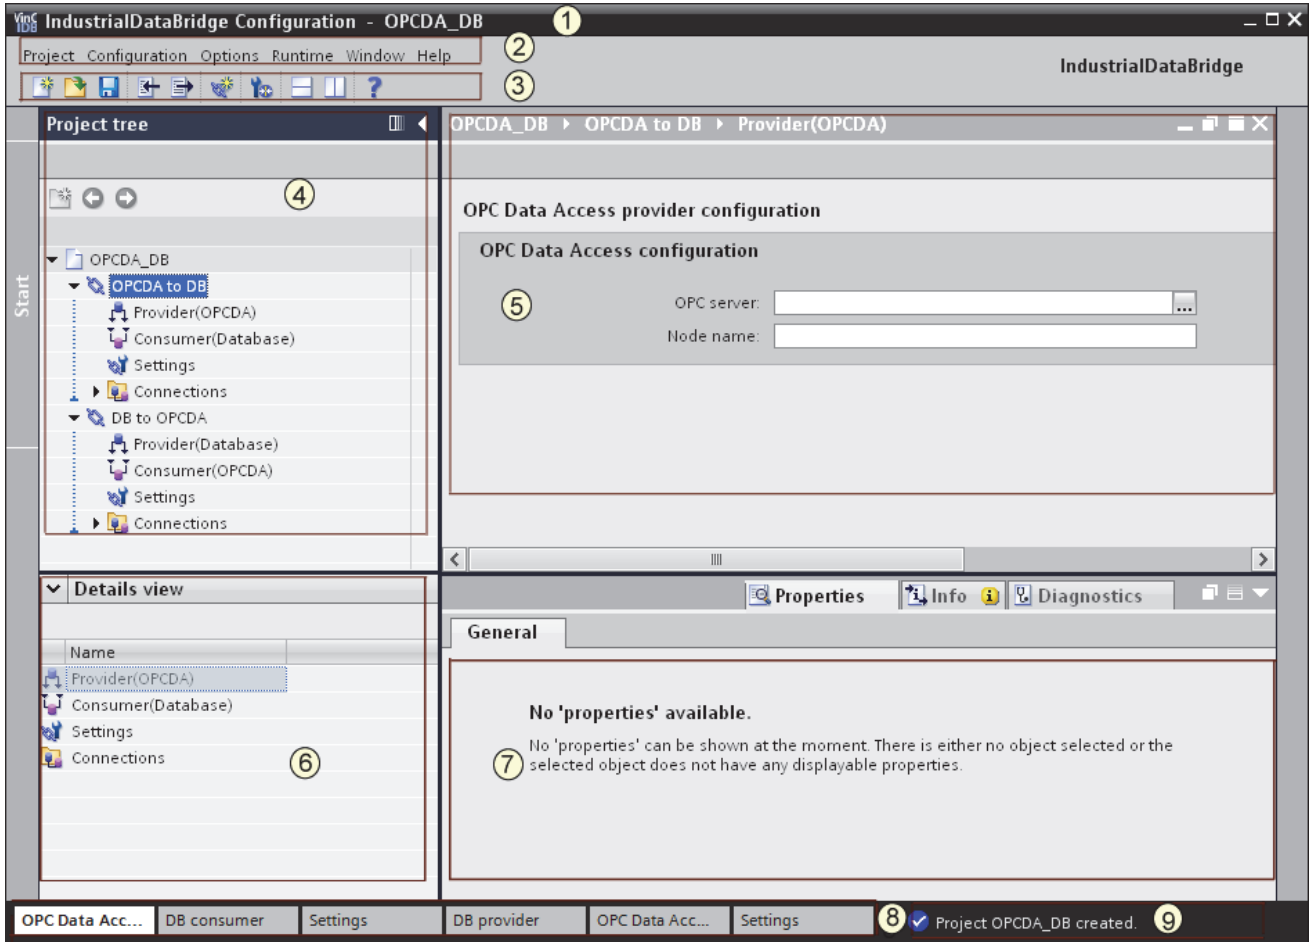 IndustrialDataBridge Configuration - OPCDA_DB 1
Project Configuration Options Runtime Window Help 2
3
IndustrialDataBridge
Start
Project tree
4
OPCDA_DB
OPCDA to DB
Provider(OPCDA)
Consumer(Database)
Settings
Connections
DB to OPCDA
Provider(Database)
Consumer(OPCDA)
Settings
Connections
OPCDA_DB OPCDA to DB Provider(OPCDA)
OPC Data Access provider configuration
OPC Data Access configuration
5
OPC server: ...
Node name:
Details view
Name
Provider(OPCDA)
Consumer(Database)
Settings
Connections
6
Properties Info Diagnostics
General
No 'properties' available.
7
No 'properties' can be shown at the moment. There is either no object selected or the
selected object does not have any displayable properties.
OPC Data Acc... DB consumer Settings DB provider OPC Data Acc... Settings 8 Project OPCDA_DB created. 9